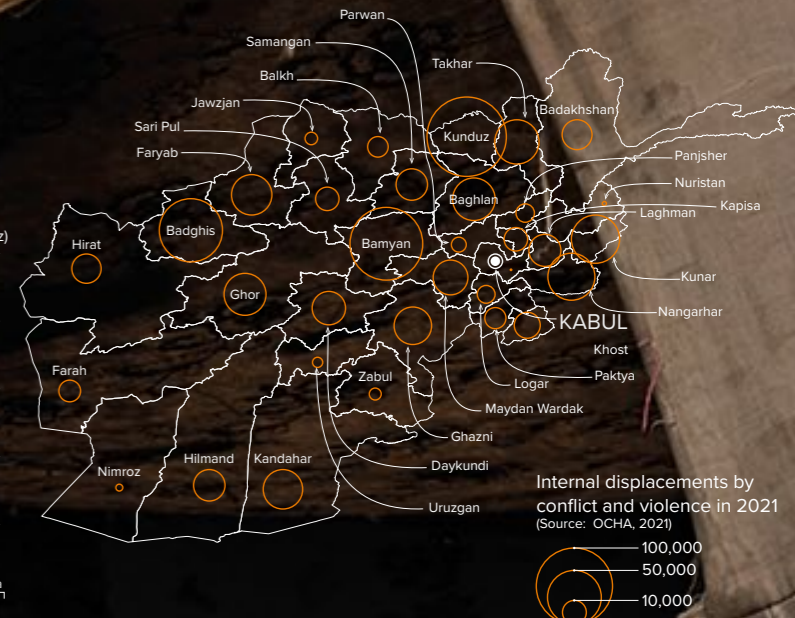 Parwan
Samangan
Takhar
Balkh
Jawzjan
Badakhshan
Sari Pul
Kunduz
Faryab
Panjsher
Nuristan
Baghlan
Kapisa
Laghman
z)
Badghis
Hirat
Bamyan
Kunar
Ghor
Nangarhar
KABUL
Khost
Farah
Zabul
Paktya
Logar
Maydan Wardak
Ghazni
Hilmand
Kandahar
Daykundi
Nimroz
Uruzgan
Internal displacements by
conflict and violence in 2021
(Source: OCHA, 2021)
100,000
50,000
10,000